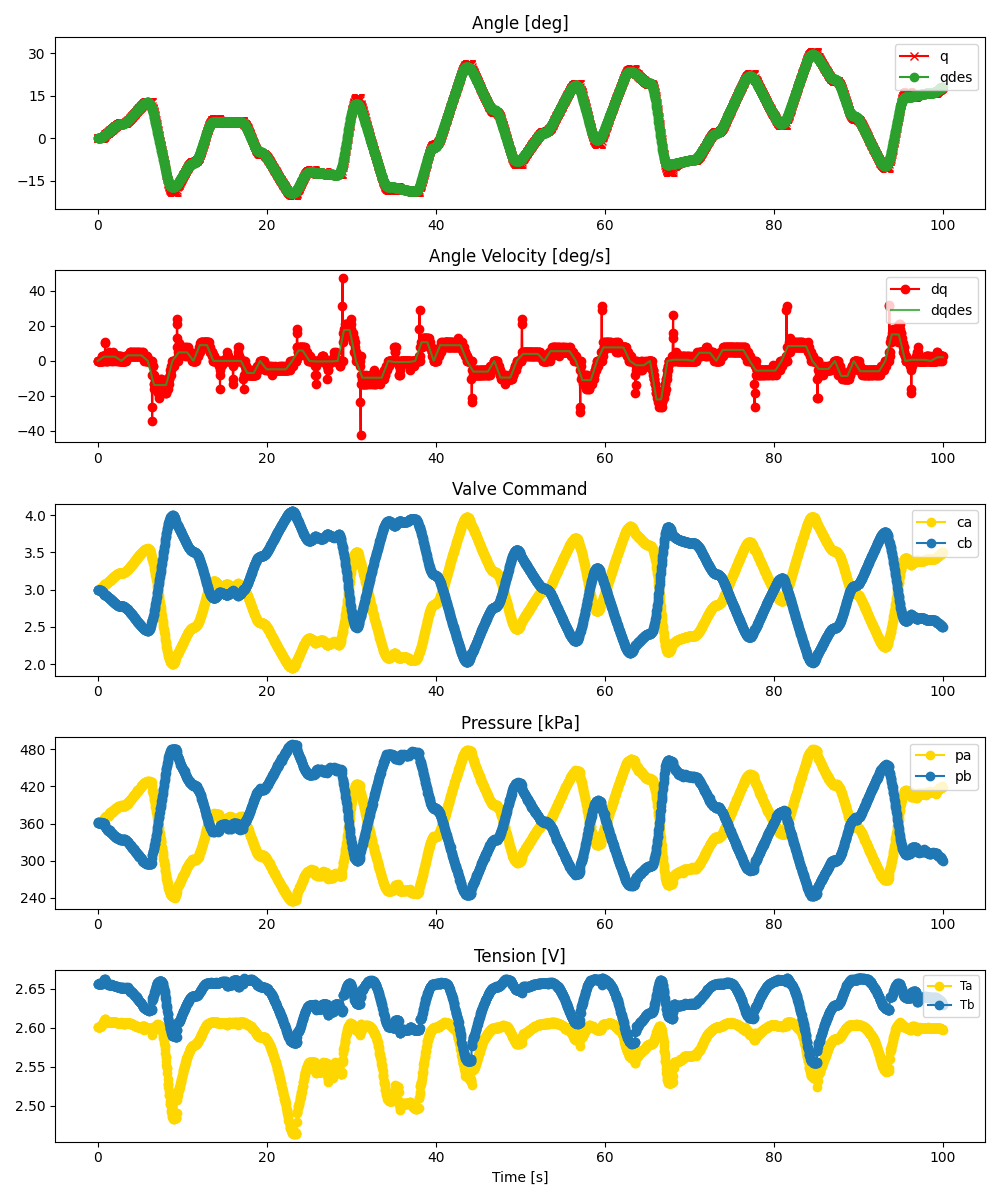 Angle [deg]
30
15
0
−15
q
qdes
0 20 40 60 80 100
Angle Velocity [deg/s]
40
20
0
−20
−40
dq
dqdes
0 20 40 60 80 100
Valve Command
4.0
3.5
3.0
2.5
2.0
ca
cb
0 20 40 60 80 100
Pressure [kPa]
480
420
360
300
240
pa
pb
0 20 40 60 80 100
Tension [V]
2.65
2.60
2.55
2.50
Ta
Tb
0 20 40 60 80 100
Time [s]